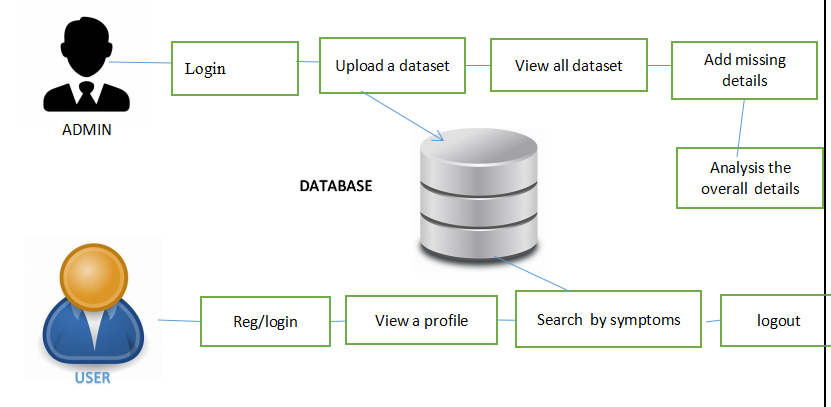 Login
Upload a dataset
View all dataset
Add missing
details
ADMIN
Analysis the
overall details
DATABASE
Reg/login
View a profile
Search by symptoms
logout
USER